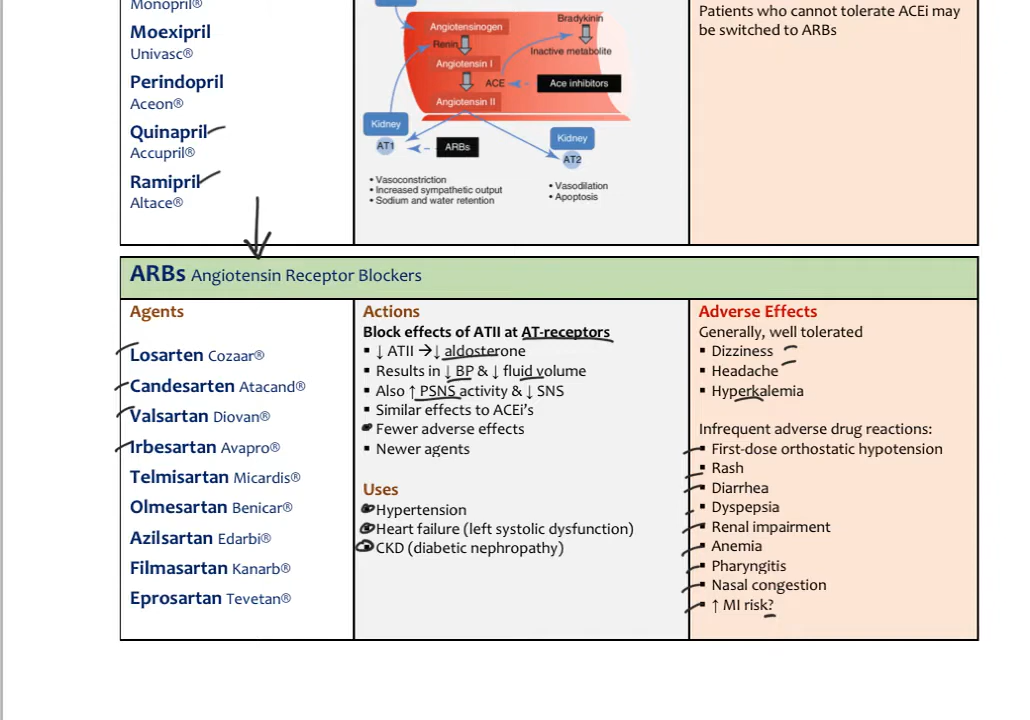 Monopril®
Moexipril
Univasc®
Perindopril
Aceon®
Quinapril
Accupril®
Ramipril
Altace®
Angiotensinogen
Renin
Angiotensin I
ACE
Angiotensin II
Bradykinin
Inactive metabolite
Ace inhibitors
Kidney
AT1
ARBs
Kidney
AT2
• Vasoconstriction
• Increased sympathetic output
• Sodium and water retention
• Vasodilation
• Apoptosis
Patients who cannot tolerate ACEi may
be switched to ARBs
ARBs Angiotensin Receptor Blockers
Agents
Losarten Cozaar®
Candesarten Atacand®
Valsartan Diovan®
Irbesartan Avapro®
Telmisartan Micardis®
Olmesartan Benicar®
Azilsartan Edarbi®
Filmasartan Kanarb®
Eprosartan Tevetan®
Actions
Block effects of ATII at AT-receptors
▪ ↓ ATII →↓ aldosterone
▪ Results in ↓ BP & ↓ fluid volume
▪ Also ↑ PSNS activity & ↓ SNS
▪ Similar effects to ACEi's
▪ Fewer adverse effects
▪ Newer agents
Uses
▪ Hypertension
▪ Heart failure (left systolic dysfunction)
▪ CKD (diabetic nephropathy)
Adverse Effects
Generally, well tolerated
▪ Dizziness
▪ Headache
▪ Hyperkalemia
Infrequent adverse drug reactions:
▪ First-dose orthostatic hypotension
▪ Rash
▪ Diarrhea
▪ Dyspepsia
▪ Renal impairment
▪ Anemia
▪ Pharyngitis
▪ Nasal congestion
▪ ↑ MI risk?